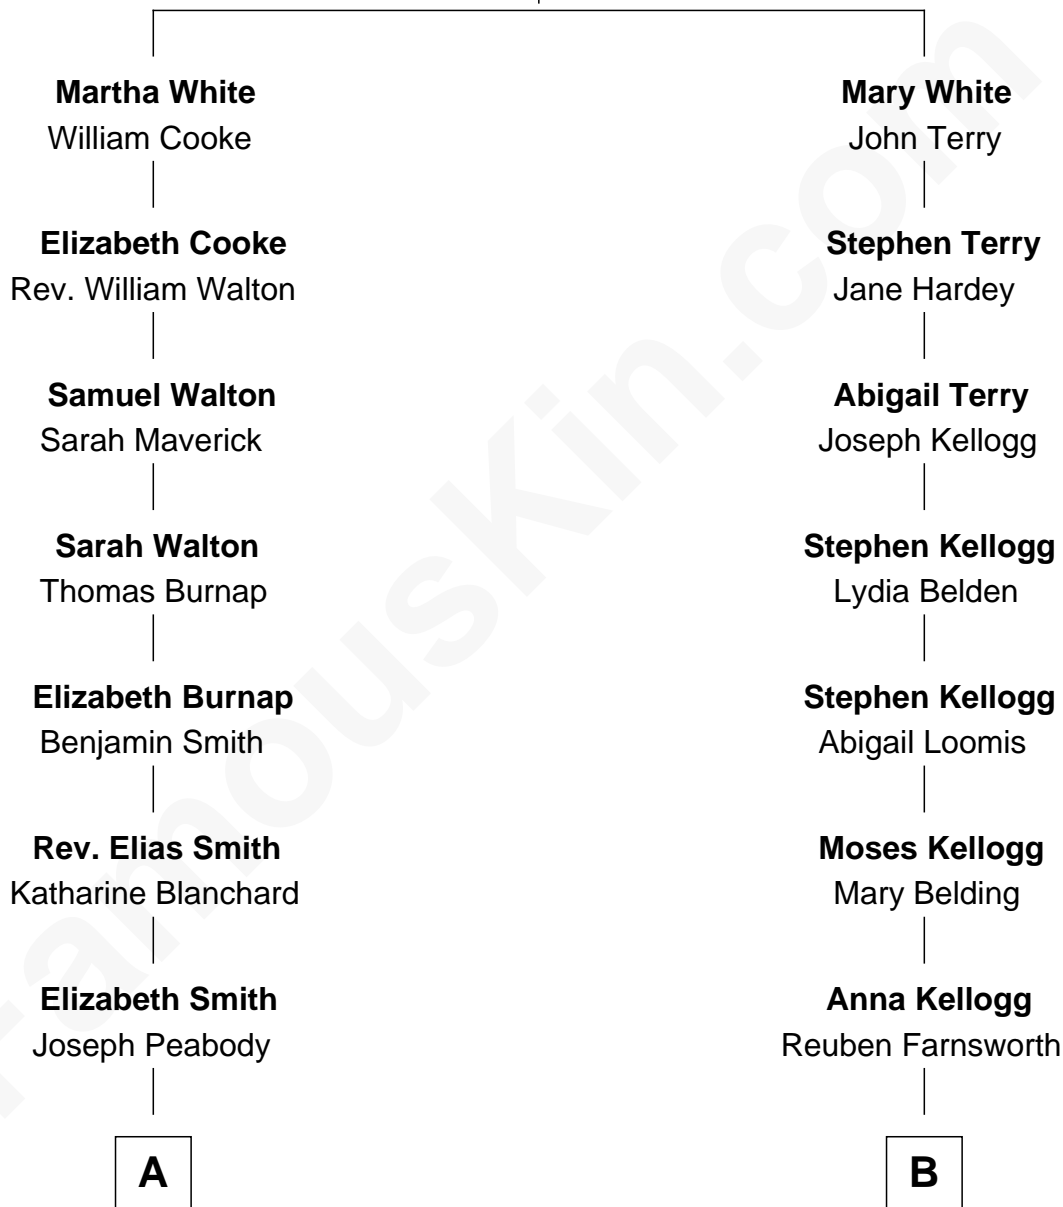 Martha White
William Cooke
Elizabeth Cooke
Rev. William Walton
Samuel Walton
Sarah Maverick
Sarah Walton
Thomas Burnap
Elizabeth Burnap
Benjamin Smith
Rev. Elias Smith
Katharine Blanchard
Elizabeth Smith
Joseph Peabody
A
Mary White
John Terry
Stephen Terry
Jane Hardey
Abigail Terry
Joseph Kellogg
Stephen Kellogg
Lydia Belden
Stephen Kellogg
Abigail Loomis
Moses Kellogg
Mary Belding
Anna Kellogg
Reuben Farnsworth
B
FamousKin.com